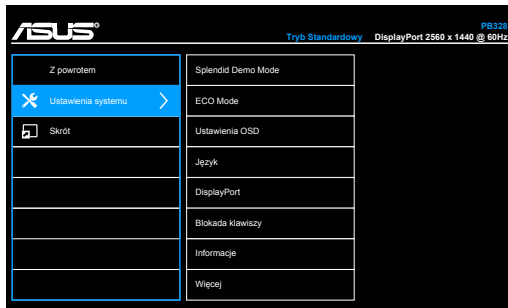 ASUS
PB328
Tryb Standardowy DisplayPort 2560 x 1440 @ 60Hz
Z powrotem
Ustawienia systemu
Skrót
Splendid Demo Mode
ECO Mode
Ustawienia OSD
Język
DisplayPort
Blokada klawiszy
Informacje
Więcej